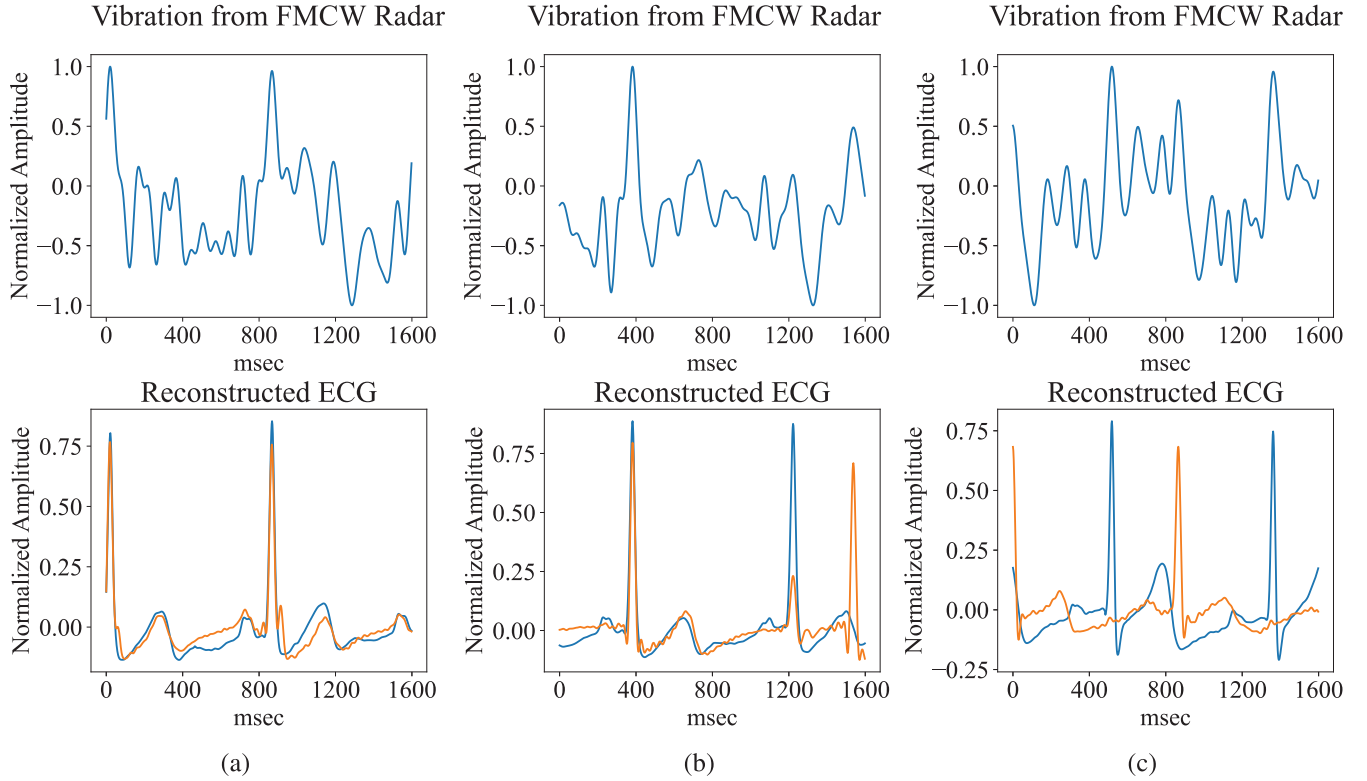 Vibration from FMCW Radar
Normalized Amplitude
1.0
0.5
0.0
−0.5
−1.0
0 400 800 1200 1600
msec
Vibration from FMCW Radar
Normalized Amplitude
1.0
0.5
0.0
−0.5
−1.0
0 400 800 1200 1600
msec
Vibration from FMCW Radar
Normalized Amplitude
1.0
0.5
0.0
−0.5
−1.0
0 400 800 1200 1600
msec
Reconstructed ECG
Normalized Amplitude
0.75
0.50
0.25
0.00
0 400 800 1200 1600
msec
(a)
Reconstructed ECG
Normalized Amplitude
0.75
0.50
0.25
0.00
0 400 800 1200 1600
msec
(b)
Reconstructed ECG
Normalized Amplitude
0.75
0.50
0.25
0.00
−0.25
0 400 800 1200 1600
msec
(c)